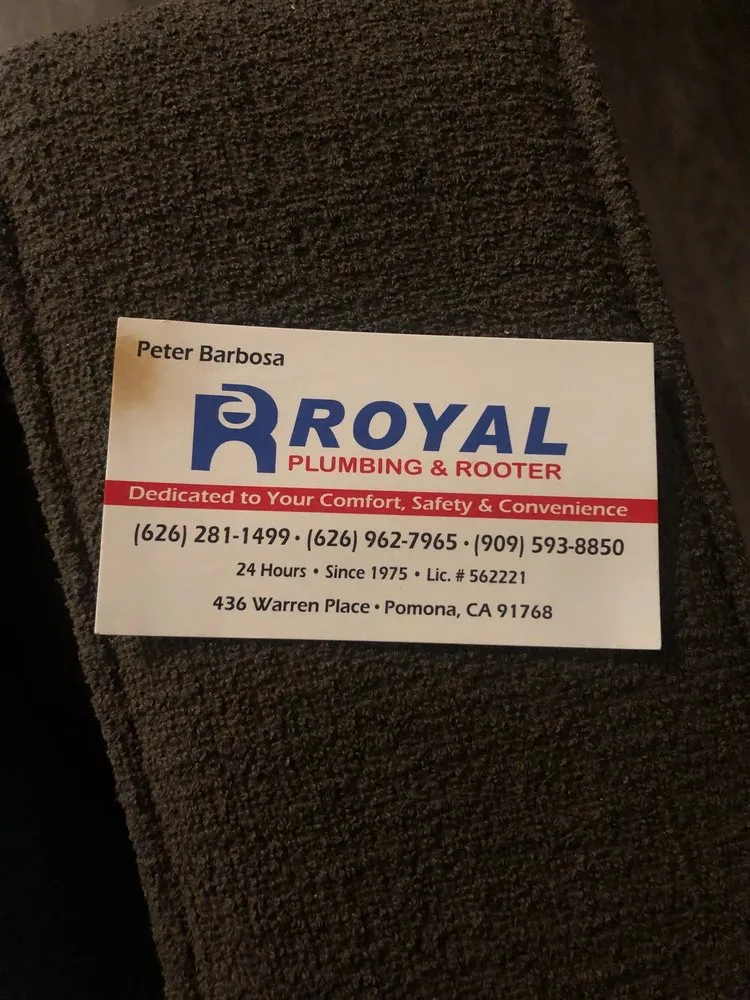 Peter Barbosa
ROYAL
PLUMBING & ROOTER
Dedicated to Your Comfort, Safety & Convenience
(626) 281-1499 • (626) 962-7965 • (909) 593-8850
24 Hours • Since 1975 • Lic. # 562221
436 Warren Place • Pomona, CA 91768